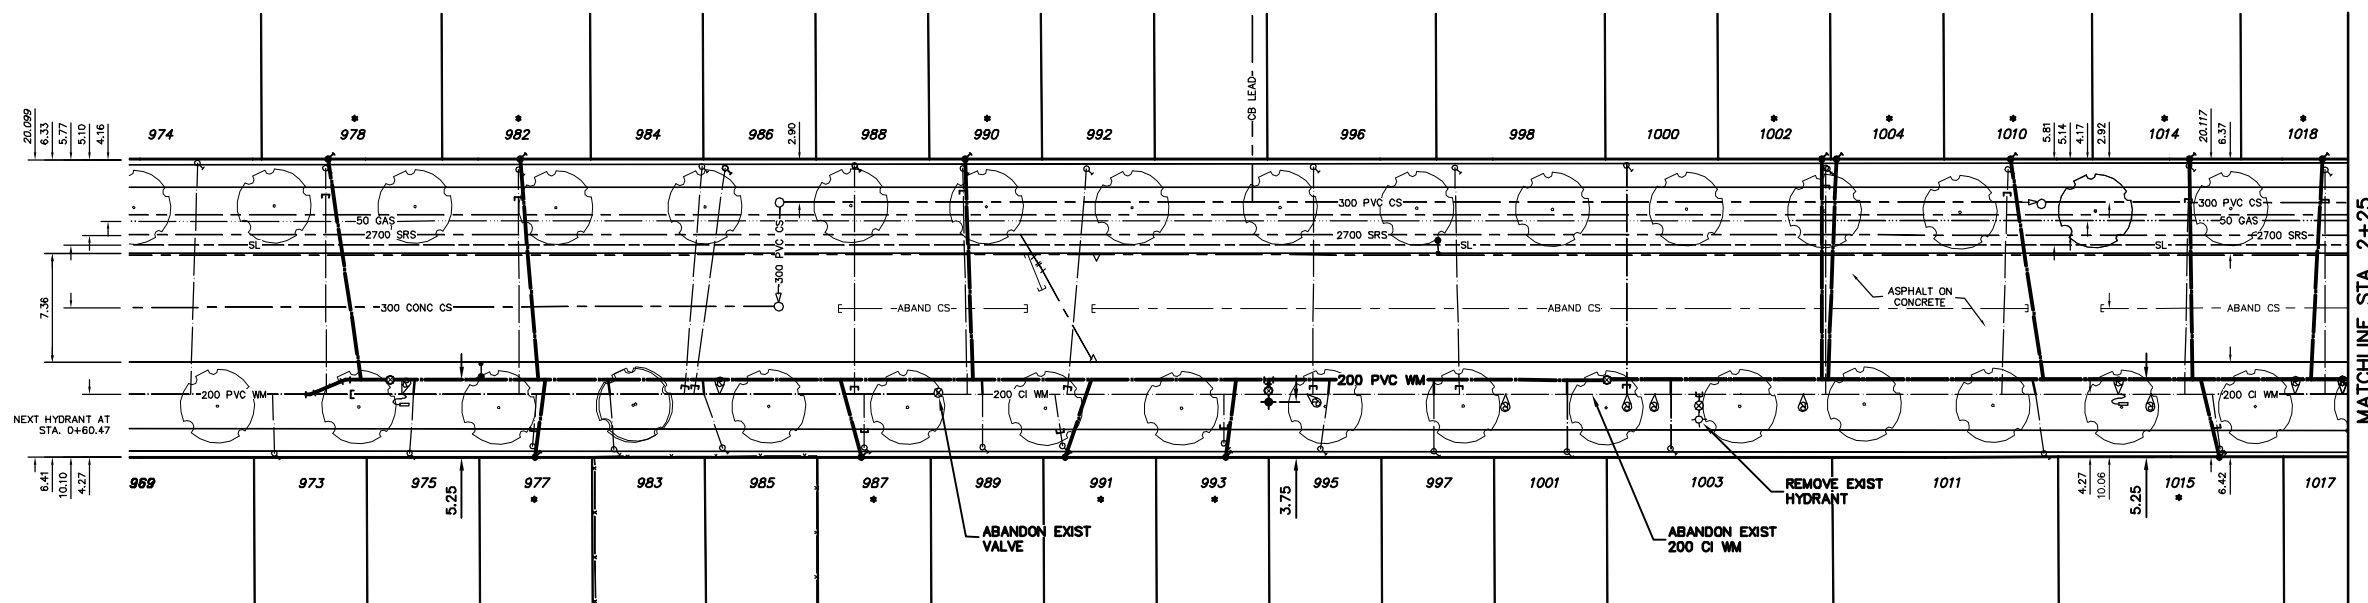 20.099
6.33
5.77
5.10
4.16
974
*
978
*
982
984
986
2.90
988
*
990
992
CB LEAD
996
998
1000
*
1002
*
1004
*
1010
5.81
5.14
4.17
2.92
*
1014
20.117
6.37
*
1018
50 GAS
2700 SRS
SL
300 PVC CS
300 PVC CS
2700 SRS
SL
300 PVC CS
50 GAS
2700 SRS
SL
MATCHLINE STA. 2+25
7.36
300 CONC CS
ABAND CS
ABAND CS
ASPHALT ON
CONCRETE
ABAND CS
200 PVC WM
200 CI WM
200 PVC WM
200 CI WM
NEXT HYDRANT AT
STA. 0+60.47
6.41
10.10
4.27
969
973
975
5.25
977
*
983
985
987
*
989
991
*
993
*
3.75
995
997
1001
1003
REMOVE EXIST
HYDRANT
1011
4.27
10.06
5.25
1015
*
6.42
1017
ABANDON EXIST
VALVE
ABANDON EXIST
200 CI WM